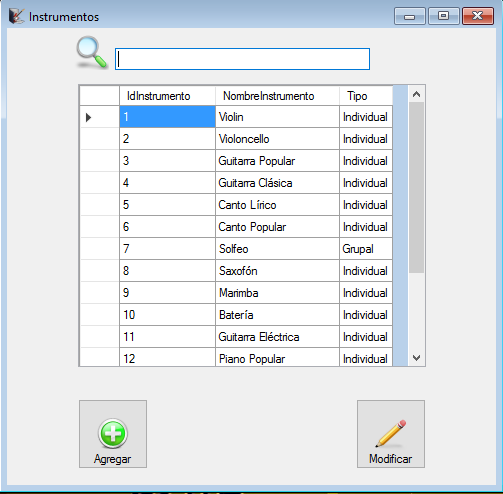 Instrumentos
IdInstrumento NombreInstrumento Tipo
1 Violin Individual
2 Violoncello Individual
3 Guitarra Popular Individual
4 Guitarra Clásica Individual
5 Canto Lírico Individual
6 Canto Popular Individual
7 Solfeo Grupal
8 Saxofón Individual
9 Marimba Individual
10 Batería Individual
11 Guitarra Eléctrica Individual
12 Piano Popular Individual
Agregar Modificar